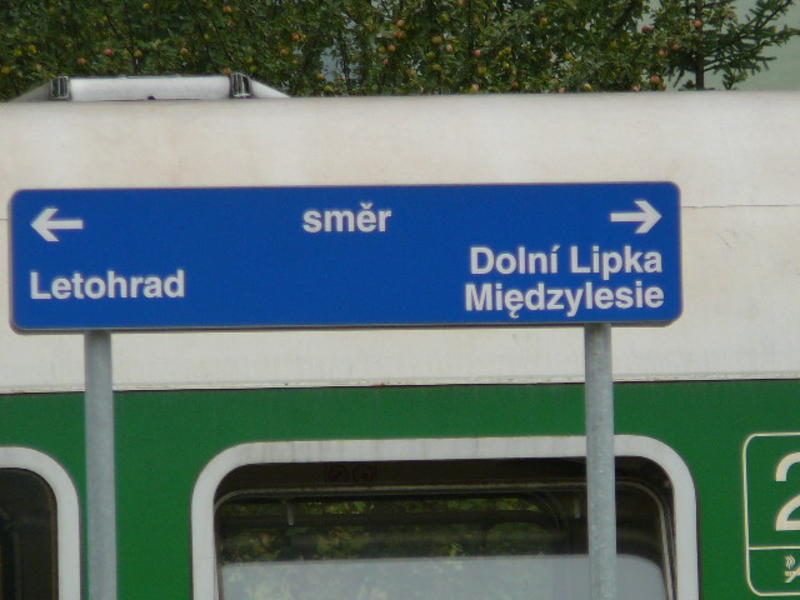 směr
Letohrad
Dolní Lipka
Międzylesie
2